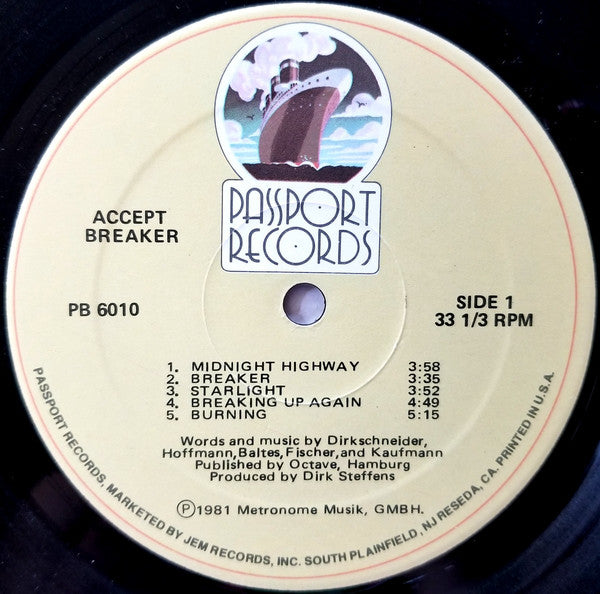 PASSPORT
RECORDS
ACCEPT
BREAKER
PB 6010
SIDE 1
33 1/3 RPM
1. MIDNIGHT HIGHWAY 3:58
2. BREAKER 3:35
3. STARLIGHT 3:52
4. BREAKING UP AGAIN 4:49
5. BURNING 5:15
Words and music by Dirkschneider,
Hoffmann,Baltes,Fischer,and Kaufmann
Published by Octave, Hamburg
Produced by Dirk Steffens
Ⓟ1981 Metronome Musik, GMBH.
PASSPORT RECORDS, MARKETED BY JEM RECORDS, INC. SOUTH PLAINFIELD, NJ RESEDA, CA. PRINTED IN U.S.A.